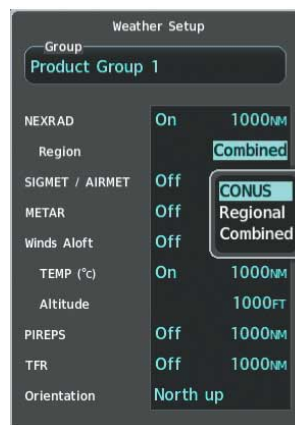 Weather Setup
Group
Product Group 1
NEXRAD On 1000NM
Region Combined
SIGMET / AIRMET Off CONUS
METAR Off Regional
Winds Aloft Off Combined
TEMP (°c) On 1000NM
Altitude 1000FT
PIREPS Off 1000NM
TFR Off 1000NM
Orientation North up